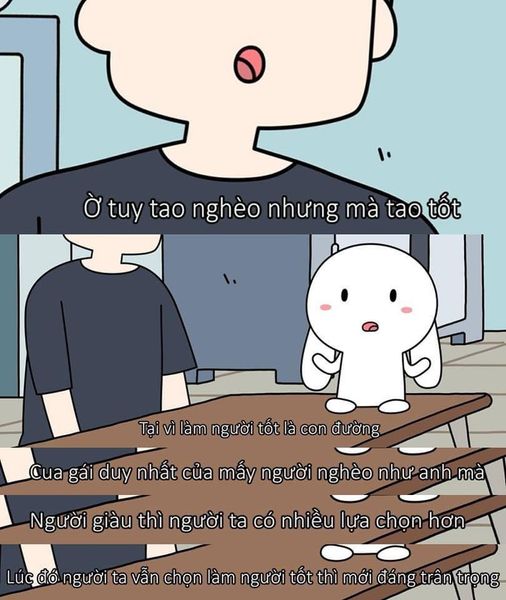 Ờ tuy tao nghèo nhưng mà tao tốt
Tại vì làm người tốt là con đường
Cua gái duy nhất của mấy người nghèo như anh mà
Người giàu thì người ta có nhiều lựa chọn hơn
Lúc đó người ta vẫn chọn làm người tốt thì mới đáng trân trọng